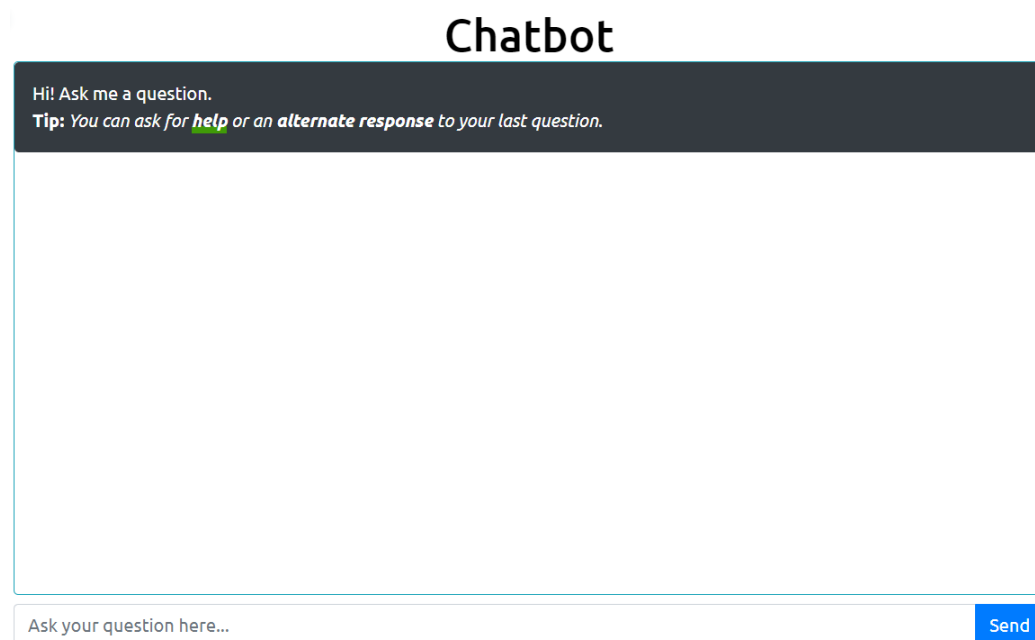 Chatbot
Hi! Ask me a question.
Tip: You can ask for help or an alternate response to your last question.
Ask your question here...
Send